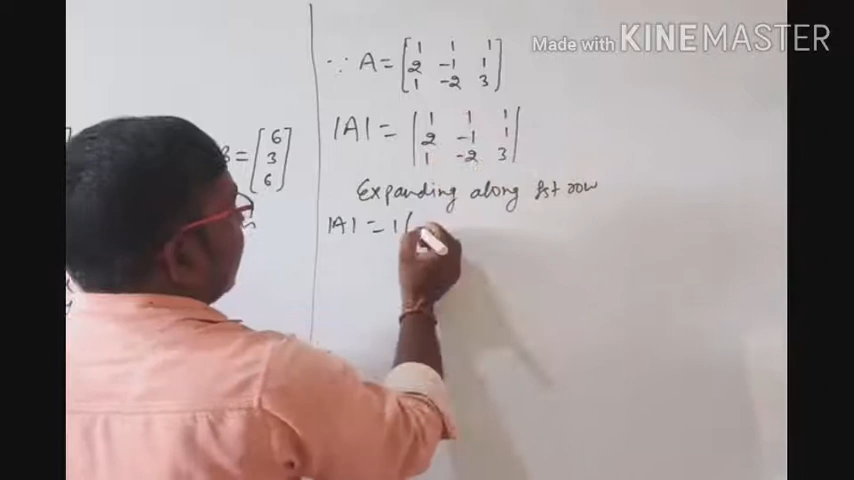 Made with KINEMASTER
B = [6
3
6]
∵ A = [1 1 1
2 -1 1
1 -2 3]
|A| = |1 1 1
2 -1 1
1 -2 3|
Expanding along Ist row
|A| = 1(